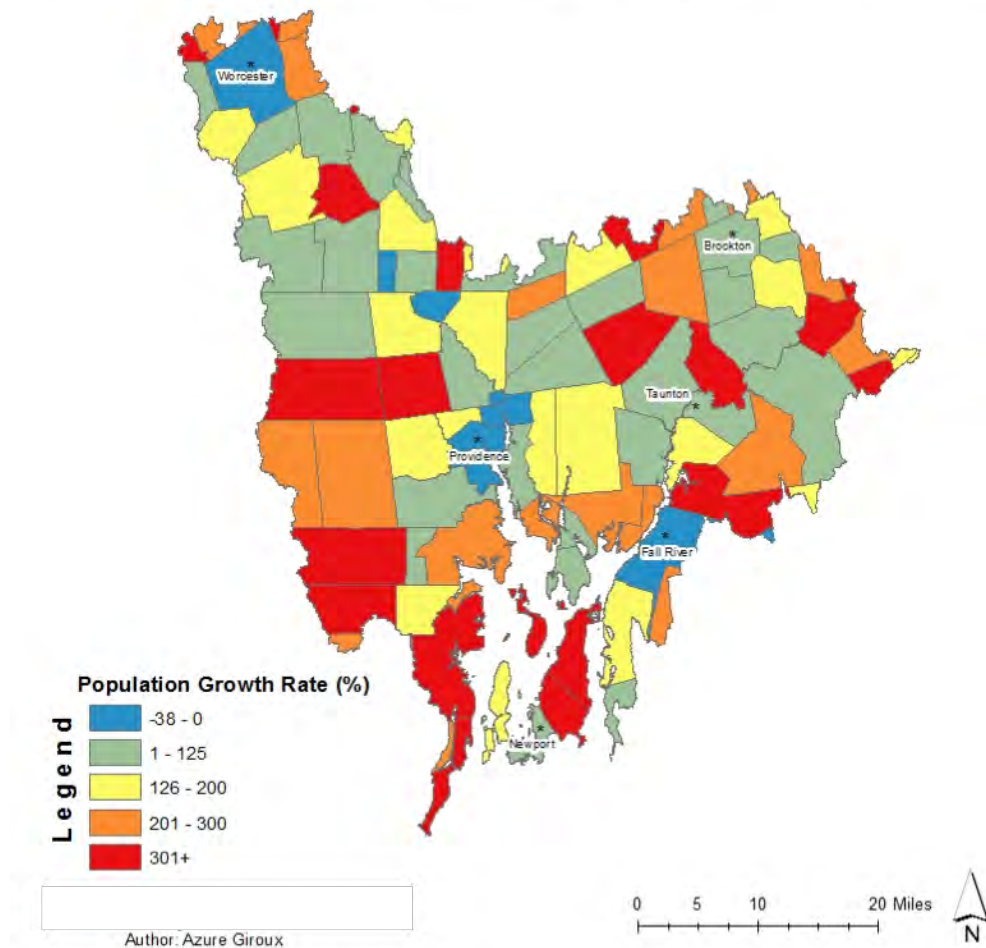 Worcester
Brookton
Taunton
Providence
Fall River
Newport
Population Growth Rate (%)
Legend
-38 - 0
1 - 125
126 - 200
201 - 300
301+
0 5 10 20 Miles
N
Author: Azure Giroux